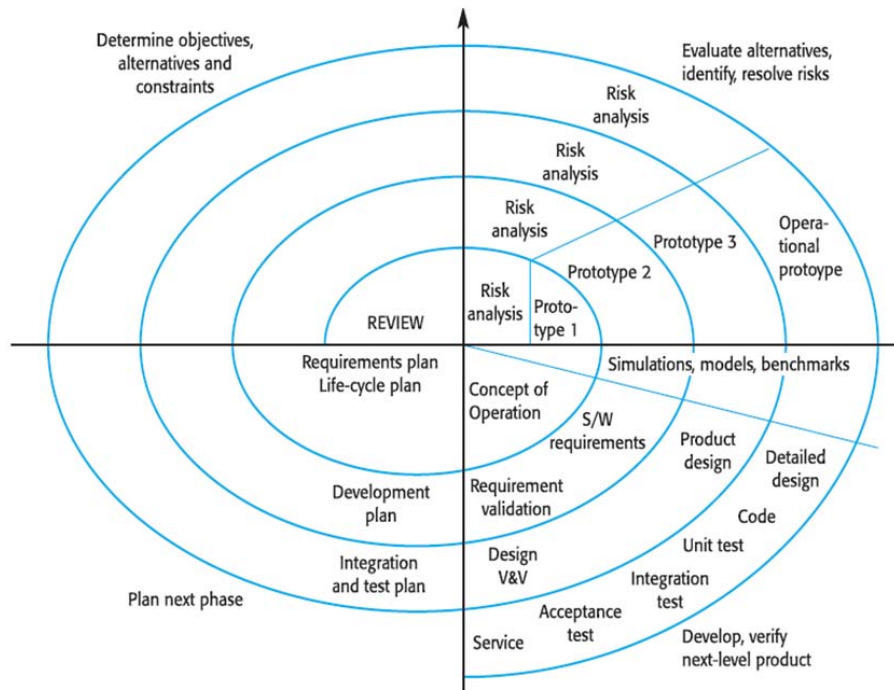 Determine objectives,
alternatives and
constraints
Evaluate alternatives,
identify, resolve risks
Risk
analysis
Risk
analysis
Risk
analysis
Risk
analysis
Proto-
type 1
Prototype 2
Prototype 3
Opera-
tional
protoype
REVIEW
Requirements plan
Life-cycle plan
Development
plan
Integration
and test plan
Plan next phase
Simulations, models, benchmarks
Concept of
Operation
S/W
requirements
Requirement
validation
Product
design
Design
V&V
Detailed
design
Code
Unit test
Integration
test
Acceptance
test
Service
Develop, verify
next-level product